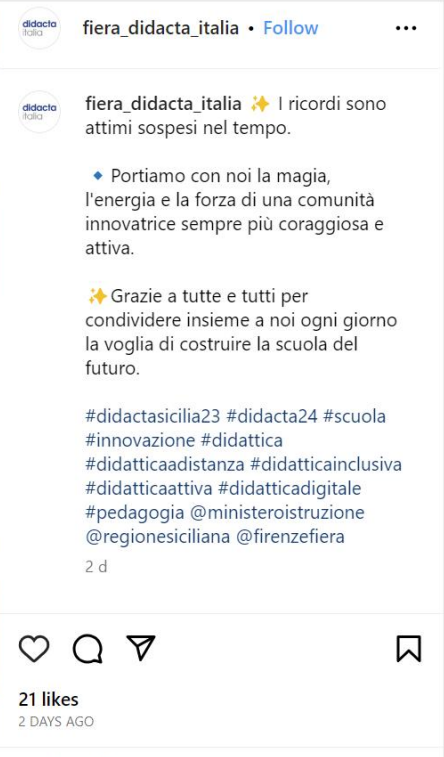 didacta
italia
fiera_didacta_italia • Follow
didacta
italia
fiera_didacta_italia ✨ I ricordi sono
attimi sospesi nel tempo.
🔹Portiamo con noi la magia,
l'energia e la forza di una comunità
innovatrice sempre più coraggiosa e
attiva.
✨Grazie a tutte e tutti per
condividere insieme a noi ogni giorno
la voglia di costruire la scuola del
futuro.
#didactasicilia23 #didacta24 #scuola
#innovazione #didattica
#didatticaadistanza #didatticainclusiva
#didatticaattiva #didatticadigitale
#pedagogia @ministeroistruzione
@regionesiciliana @firenzefiera
2 d
21 likes
2 DAYS AGO